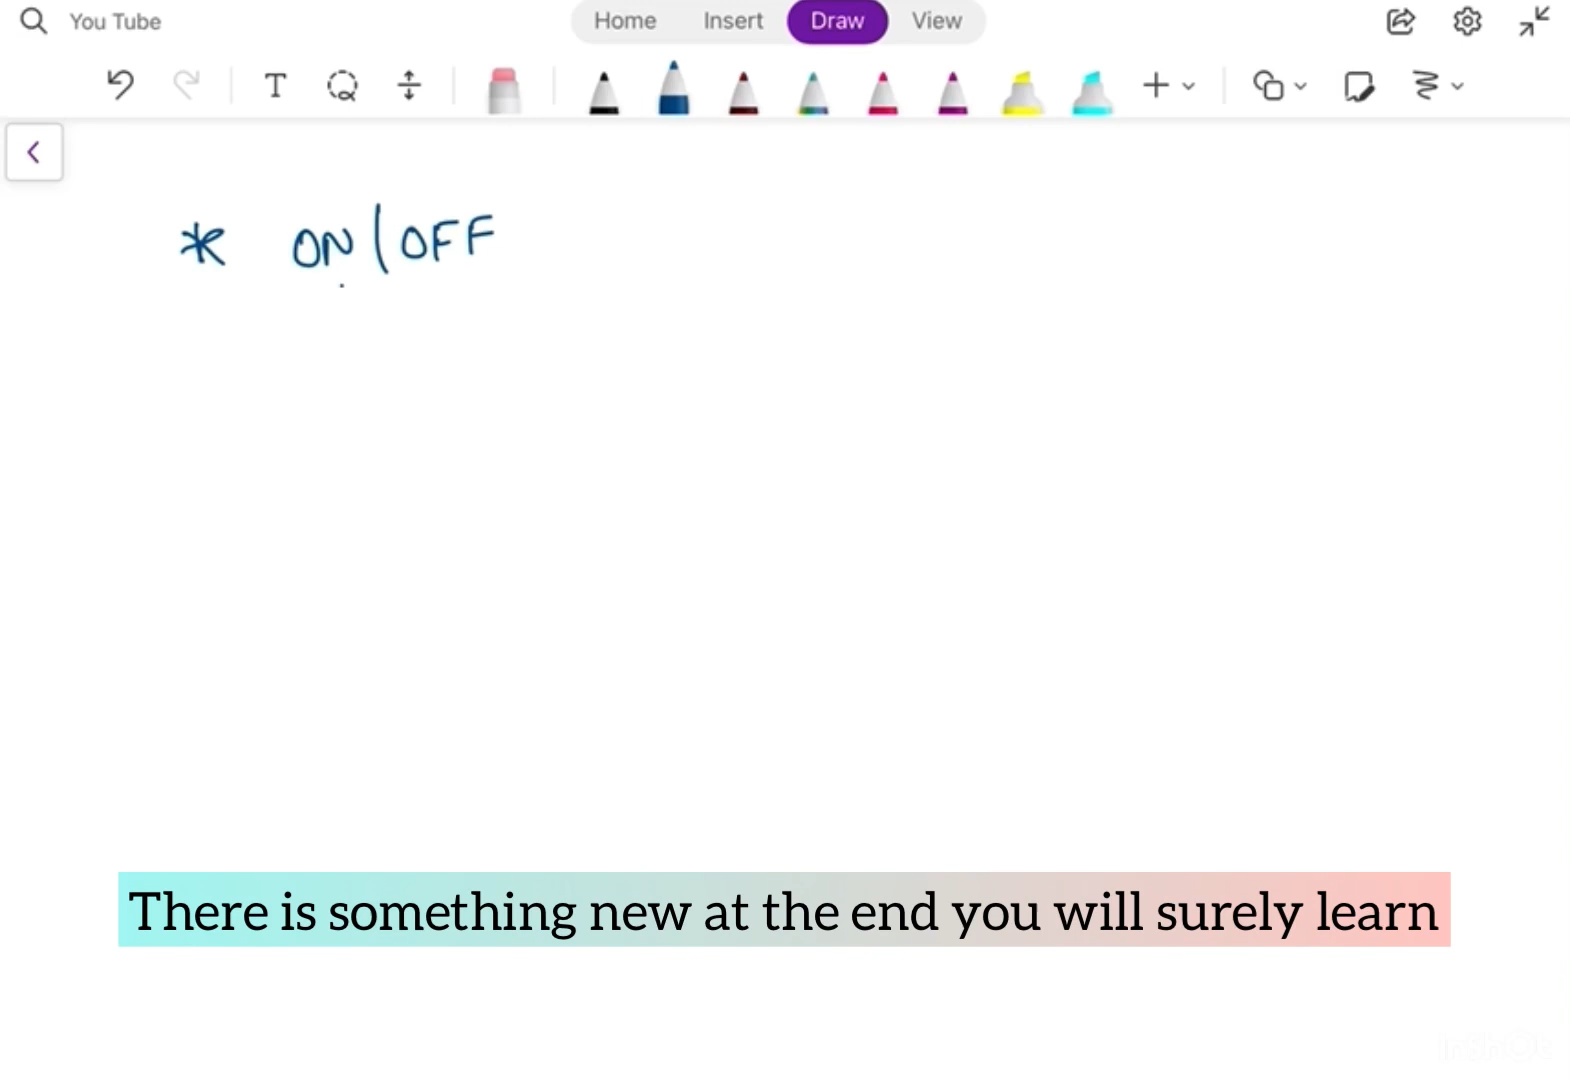 You Tube
Home Insert Draw View
T
* ON/OFF
There is something new at the end you will surely learn